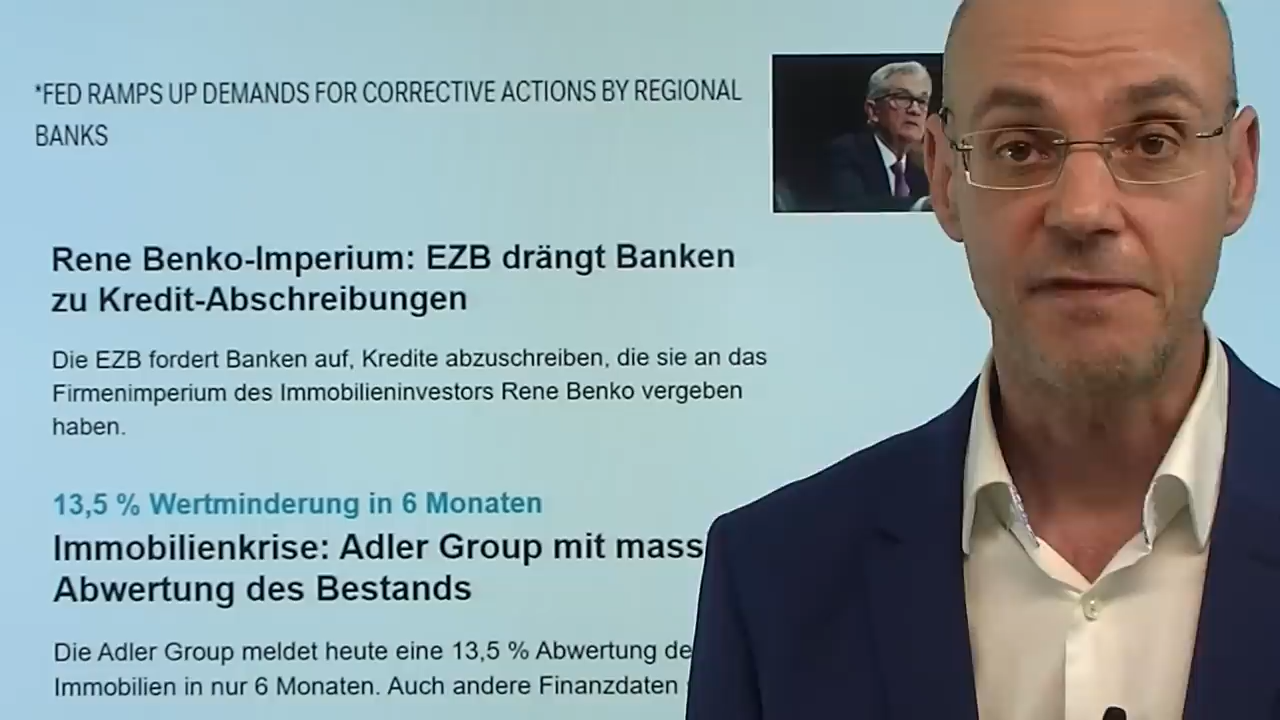 *FED RAMPS UP DEMANDS FOR CORRECTIVE ACTIONS BY REGIONAL
BANKS
Rene Benko-Imperium: EZB drängt Banken
zu Kredit-Abschreibungen
Die EZB fordert Banken auf, Kredite abzuschreiben, die sie an das
Firmenimperium des Immobilieninvestors Rene Benko vergeben
haben.
13,5 % Wertminderung in 6 Monaten
Immobilienkrise: Adler Group mit
Abwertung des Bestands
Die Adler Group meldet heute eine 13,5 % Abwertung
Immobilien in nur 6 Monaten. Auch andere Finanzdaten